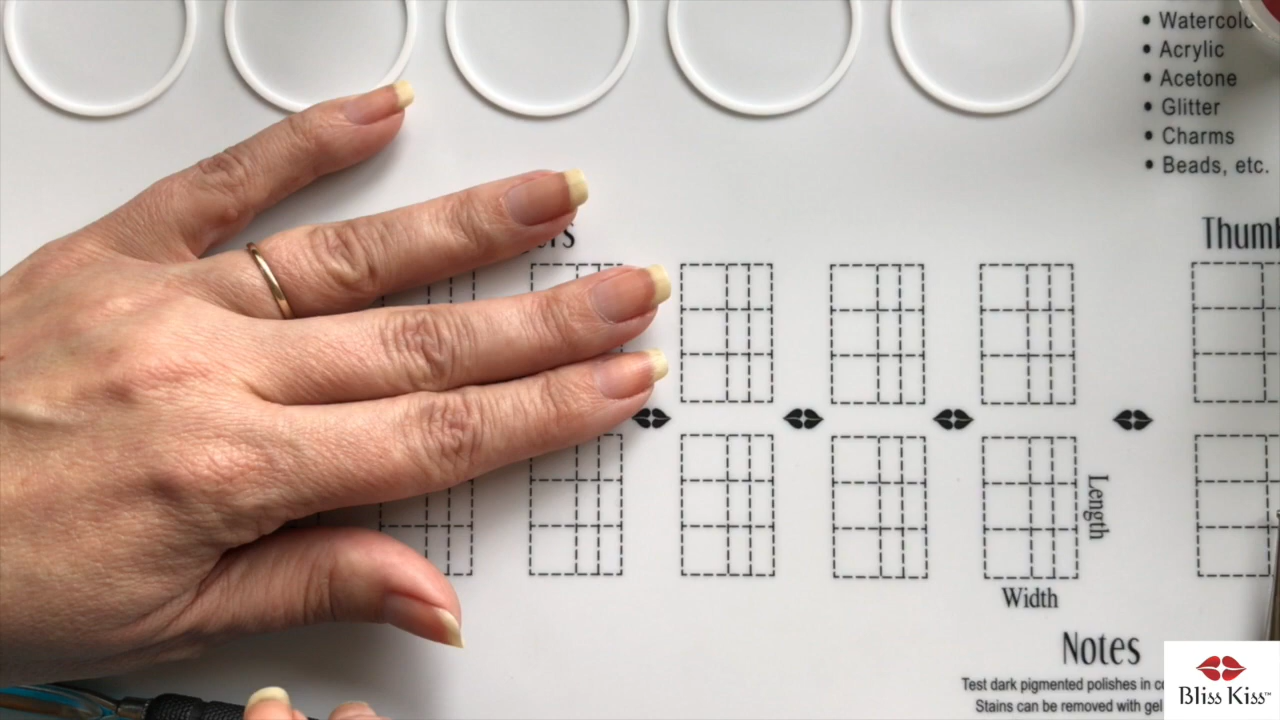 Acrylic
Acetone
Glitter
Charms
Beads, etc.
Length
Width
Notes
Test dark pigmented polishes in
Stains can be removed with gel
Bliss Kiss™